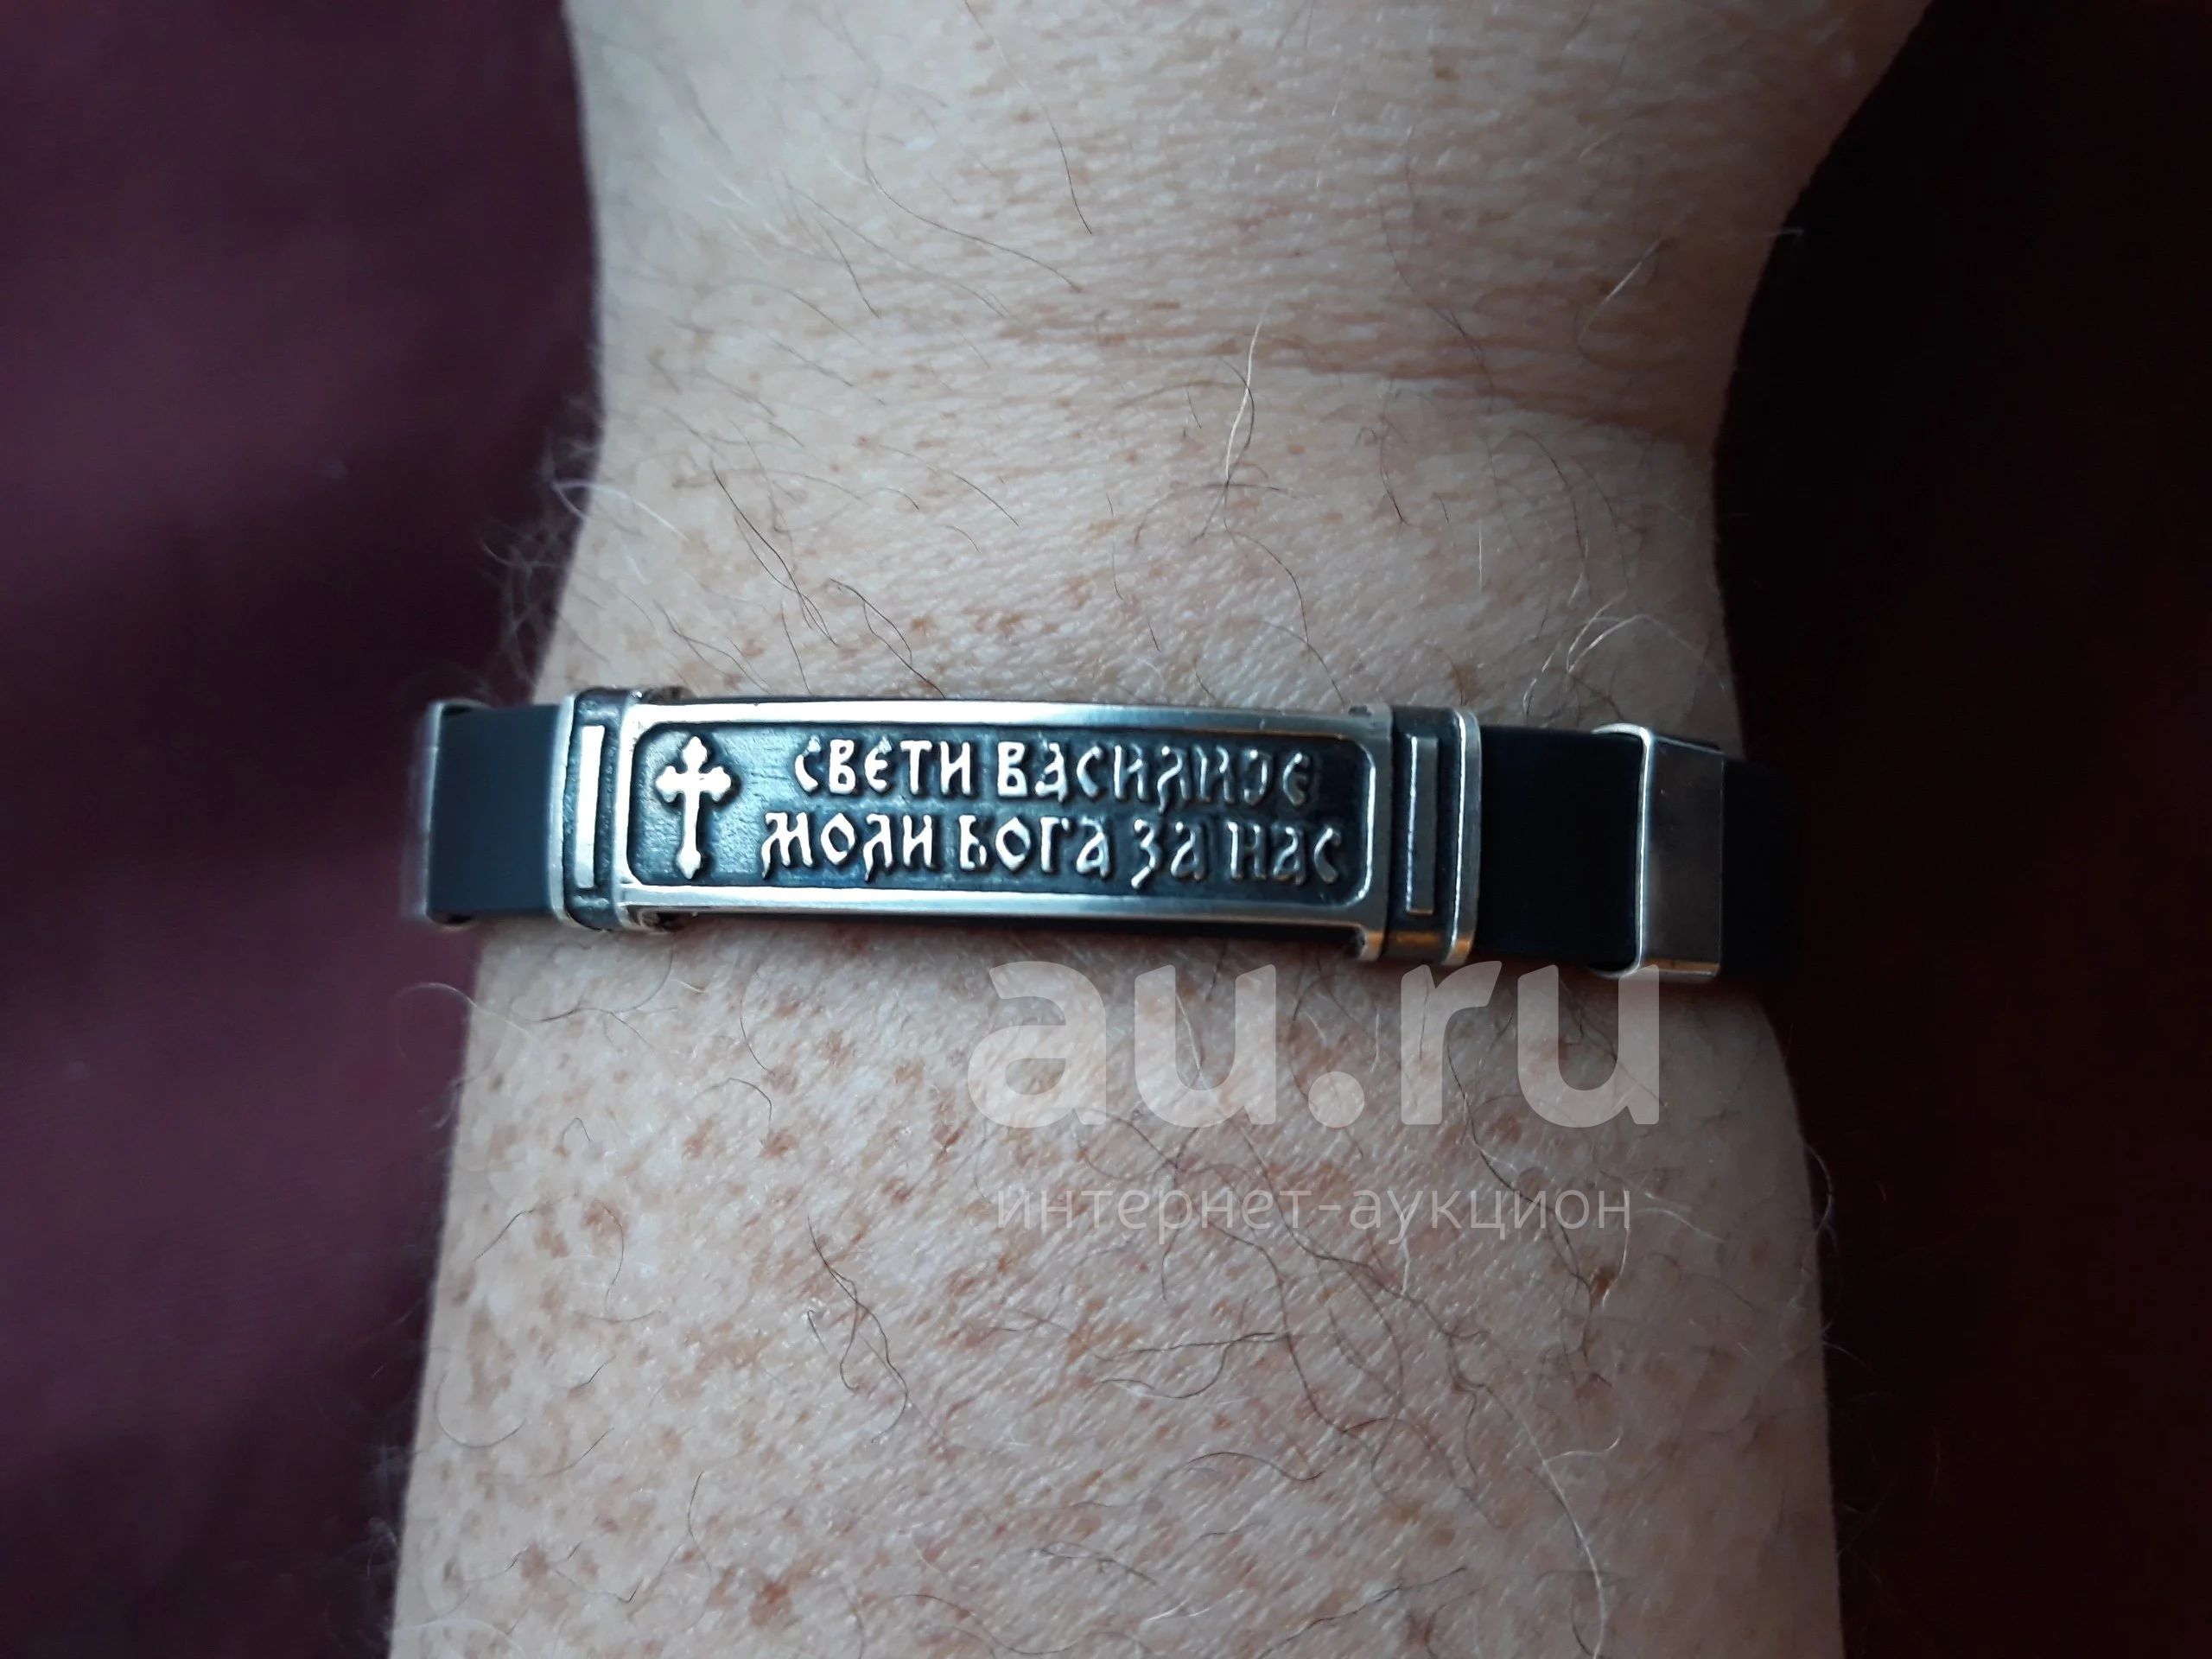 СВЕТИ ВАСИЛИЈЕ
МОЛИ БОГА ЗА НАС
au.ru
интернет-аукцион